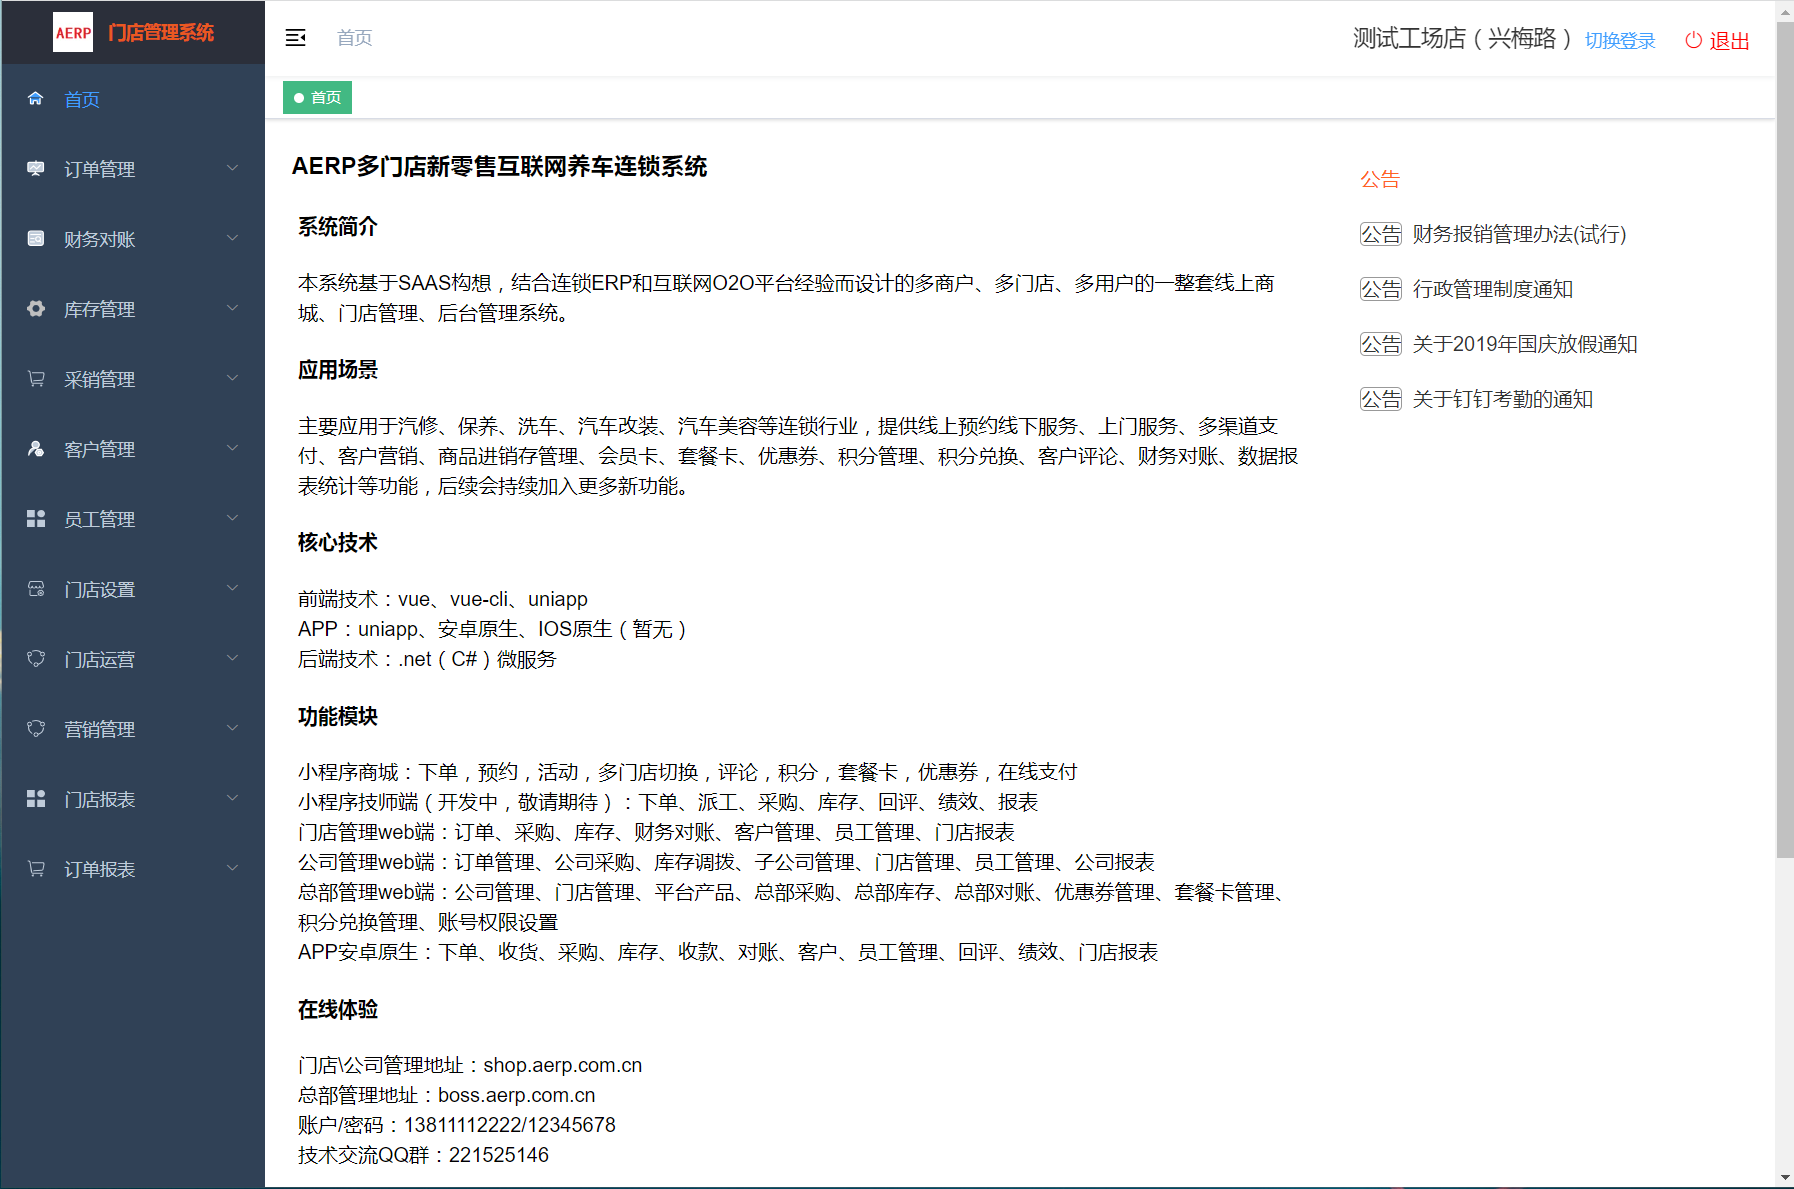 AERP 门店管理系统
首页
订单管理
财务对账
库存管理
采销管理
客户管理
员工管理
门店设置
门店运营
营销管理
门店报表
订单报表
首页
测试工场店（兴梅路） 切换登录 退出
首页
AERP多门店新零售互联网养车连锁系统
系统简介
本系统基于SAAS构想，结合连锁ERP和互联网O2O平台经验而设计的多商户、多门店、多用户的一整套线上商
城、门店管理、后台管理系统。
应用场景
主要应用于汽修、保养、洗车、汽车改装、汽车美容等连锁行业，提供线上预约线下服务、上门服务、多渠道支
付、客户营销、商品进销存管理、会员卡、套餐卡、优惠券、积分管理、积分兑换、客户评论、财务对账、数据报
表统计等功能，后续会持续加入更多新功能。
核心技术
前端技术：vue、vue-cli、uniapp
APP：uniapp、安卓原生、IOS原生（暂无）
后端技术：.net（C#）微服务
功能模块
小程序商城：下单，预约，活动，多门店切换，评论，积分，套餐卡，优惠券，在线支付
小程序技师端（开发中，敬请期待）：下单、派工、采购、库存、回评、绩效、报表
门店管理web端：订单、采购、库存、财务对账、客户管理、员工管理、门店报表
公司管理web端：订单管理、公司采购、库存调拨、子公司管理、门店管理、员工管理、公司报表
总部管理web端：公司管理、门店管理、平台产品、总部采购、总部库存、总部对账、优惠券管理、套餐卡管理、
积分兑换管理、账号权限设置
APP安卓原生：下单、收货、采购、库存、收款、对账、客户、员工管理、回评、绩效、门店报表
在线体验
门店\公司管理地址：shop.aerp.com.cn
总部管理地址：boss.aerp.com.cn
账户/密码：13811112222/12345678
技术交流QQ群：221525146
公告
公告 财务报销管理办法(试行)
公告 行政管理制度通知
公告 关于2019年国庆放假通知
公告 关于钉钉考勤的通知